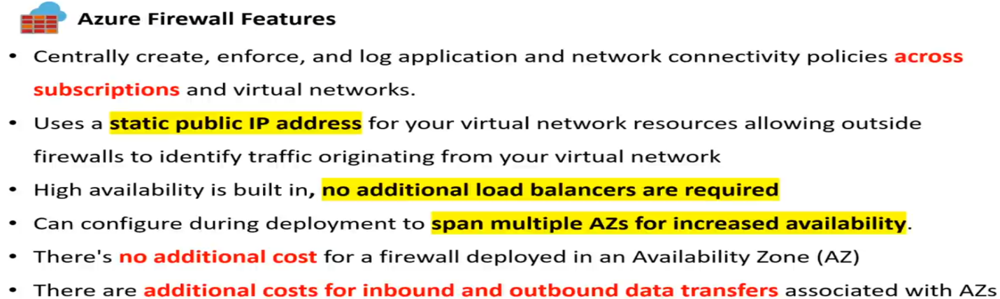 Azure Firewall Features
• Centrally create, enforce, and log application and network connectivity policies across
subscriptions and virtual networks.
• Uses a static public IP address for your virtual network resources allowing outside
firewalls to identify traffic originating from your virtual network
• High availability is built in, no additional load balancers are required
• Can configure during deployment to span multiple AZs for increased availability.
• There's no additional cost for a firewall deployed in an Availability Zone (AZ)
• There are additional costs for inbound and outbound data transfers associated with AZs